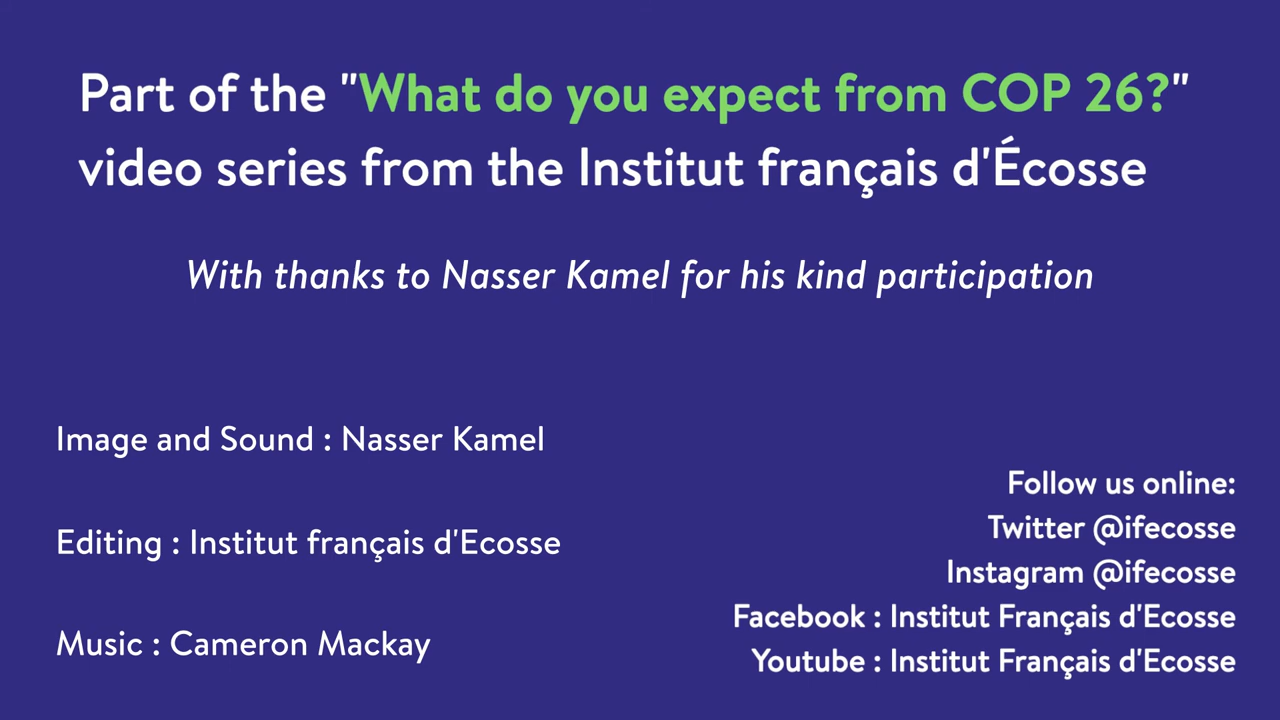 Part of the "What do you expect from COP 26?"
video series from the Institut français d'Écosse
With thanks to Nasser Kamel for his kind participation
Image and Sound : Nasser Kamel
Editing : Institut français d'Ecosse
Music : Cameron Mackay
Follow us online:
Twitter @ifecosse
Instagram @ifecosse
Facebook : Institut Français d'Ecosse
Youtube : Institut Français d'Ecosse